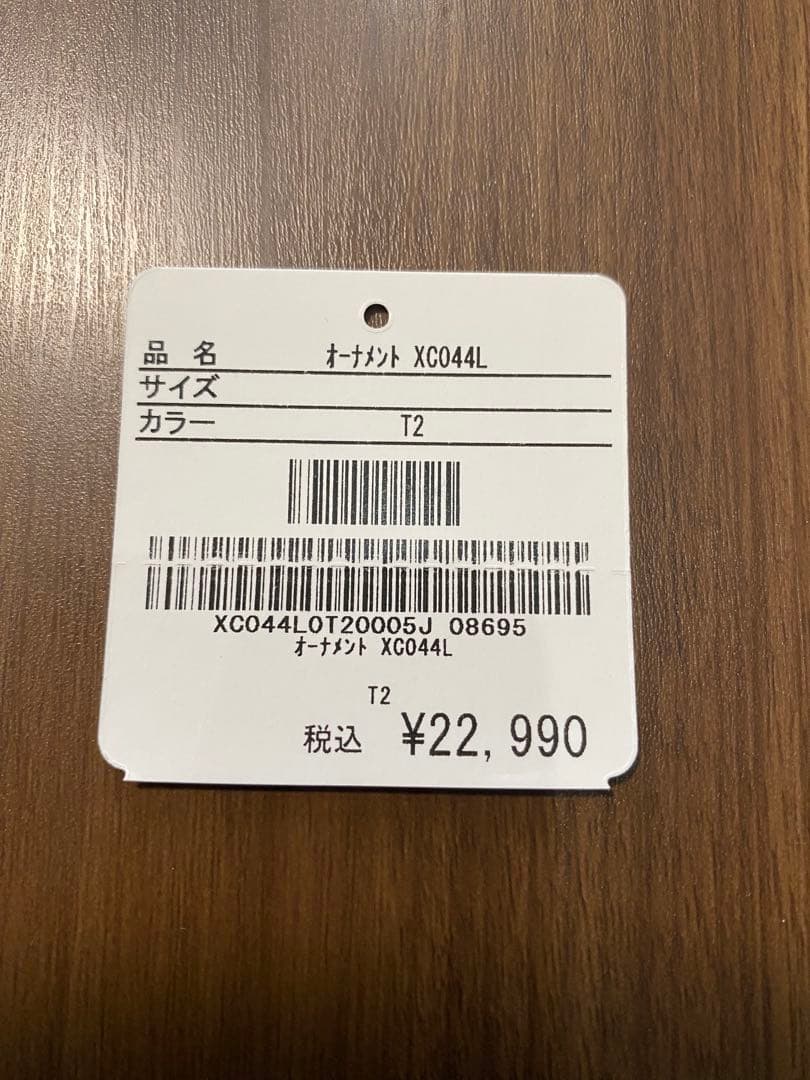 品 名 ｵｰﾅﾒﾝﾄ XC044L
サイズ
カラー T2
XC044L0T20005J 08695
ｵｰﾅﾒﾝﾄ XC044L
T2
税込 ¥22,990